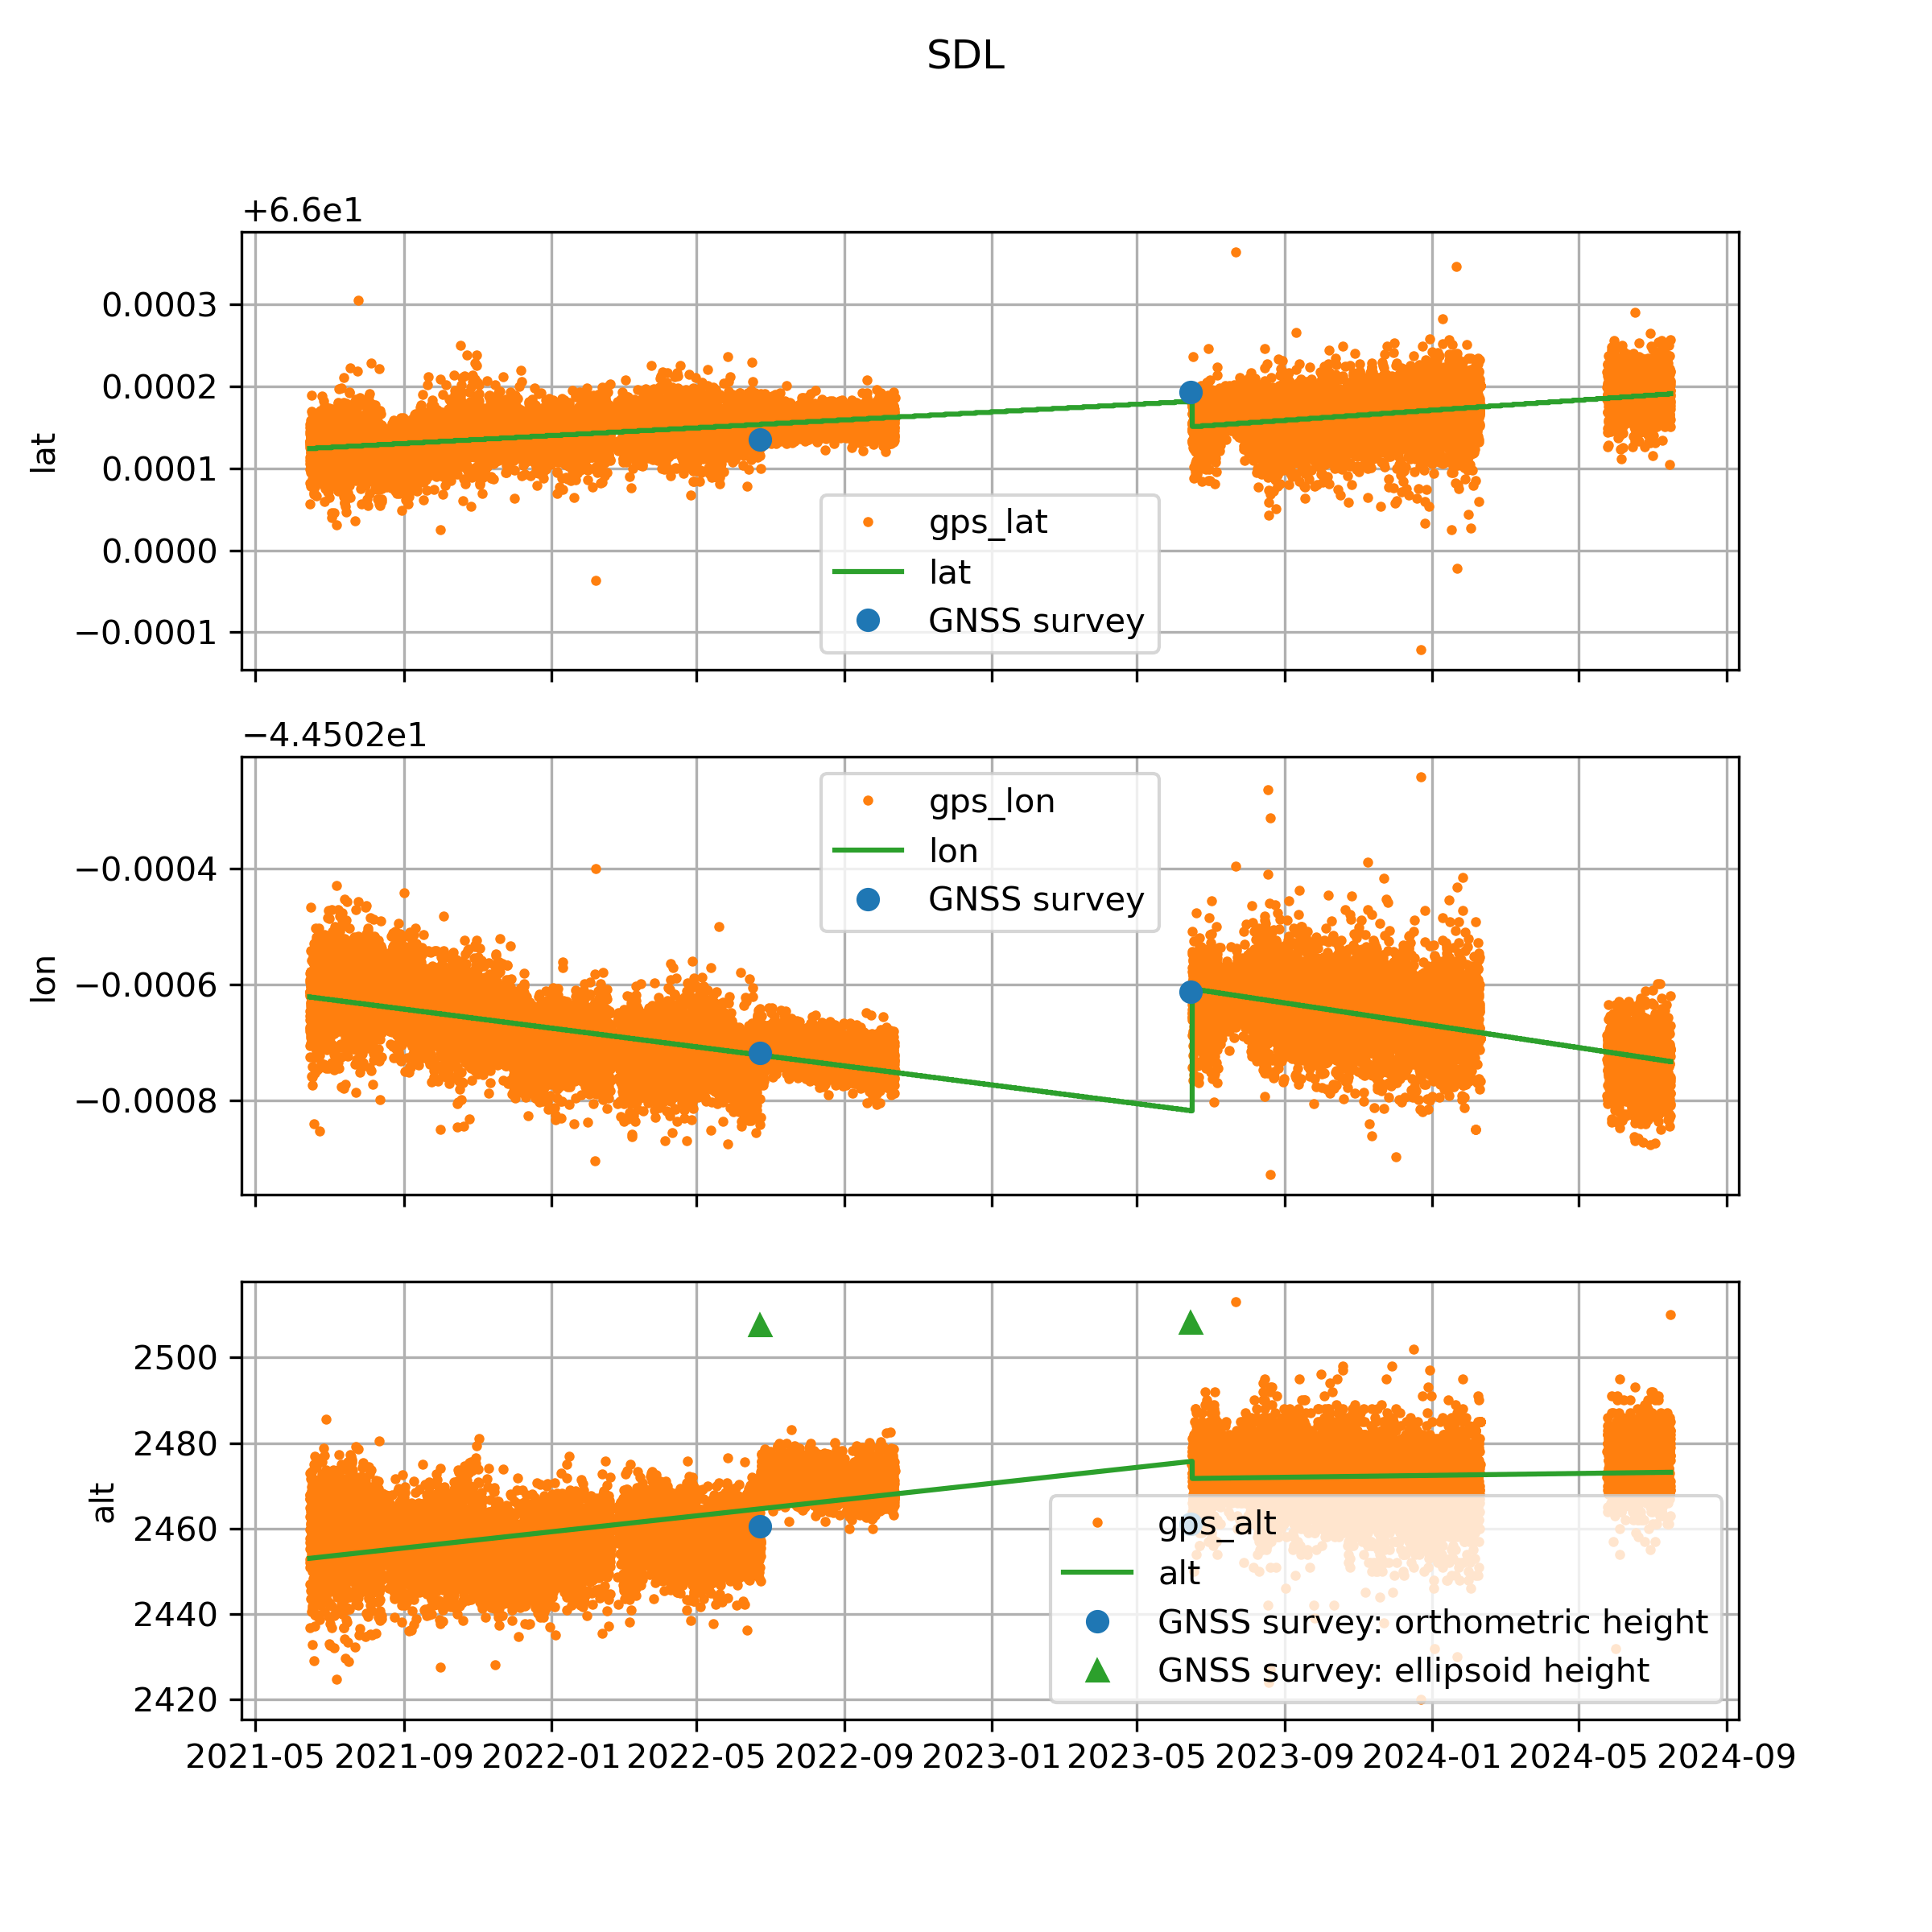 SDL
+6.6e1
0.0003
0.0002
0.0001
0.0000
−0.0001
lat
gps_lat
lat
GNSS survey
−4.4502e1
−0.0004
−0.0006
−0.0008
lon
gps_lon
lon
GNSS survey
2500
2480
2460
2440
2420
alt
gps_alt
alt
GNSS survey: orthometric height
GNSS survey: ellipsoid height
2021-05 2021-09 2022-01 2022-05 2022-09 2023-01 2023-05 2023-09 2024-01 2024-05 2024-09